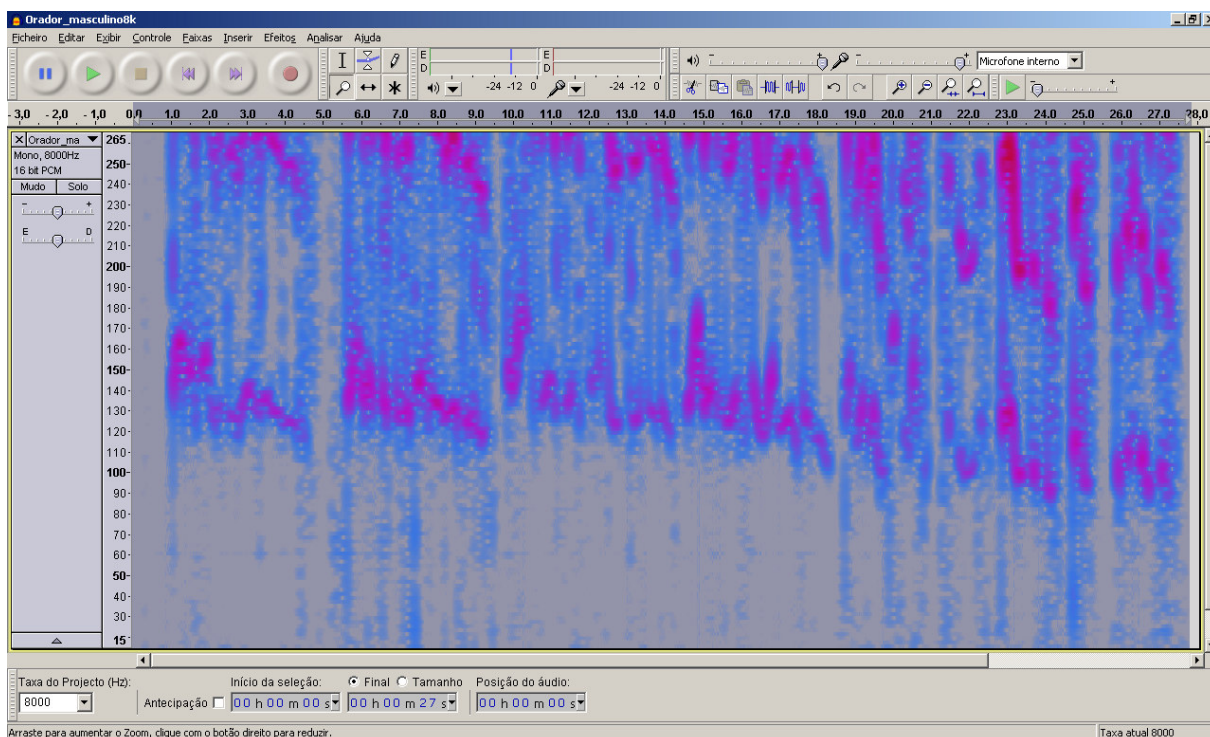 Orador_masculino8k
Ficheiro Editar Exibir Controle Faixas Inserir Efeitos Analisar Ajuda
E
D
-24 -12 0
E
D
-24 -12 0
Microfone interno
- 3,0 - 2,0 - 1,0 0,0 1,0 2,0 3,0 4,0 5,0 6,0 7,0 8,0 9,0 10,0 11,0 12,0 13,0 14,0 15,0 16,0 17,0 18,0 19,0 20,0 21,0 22,0 23,0 24,0 25,0 26,0 27,0 28,0
X Orador_ma
Mono, 8000Hz
16 bit PCM
Mudo Solo
- +
E D
265
250-
240-
230-
220-
210-
200-
190-
180-
170-
160-
150-
140-
130-
120-
110-
100-
90-
80-
70-
60-
50-
40-
30-
15
Taxa do Projecto (Hz):
8000
Antecipação
Início da seleção:
00 h 00 m 00 s
Final Tamanho
00 h 00 m 27 s
Posição do áudio:
00 h 00 m 00 s
Arraste para aumentar o Zoom, clique com o botão direito para reduzir.
Taxa atual 8000